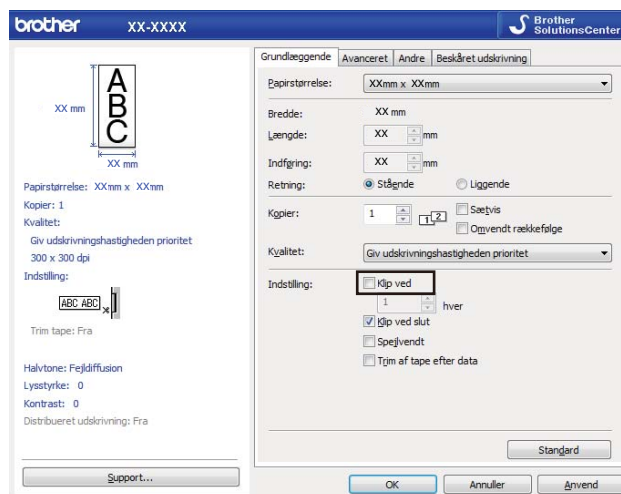 brother XX-XXXX
Brother
SolutionsCenter
A
B
C
XX mm
XX mm
Papirstørrelse: XXmm x XXmm
Kopier: 1
Kvalitet:
Giv udskrivningshastigheden prioritet
300 x 300 dpi
Indstilling:
ABC ABC
Trim tape: Fra
Halvtone: Fejldiffusion
Lysstyrke: 0
Kontrast: 0
Distribueret udskrivning: Fra
Support...
Grundlæggende Avanceret Andre Beskåret udskrivning
Papirstørrelse: XXmm x XXmm
Bredde: XX mm
Længde: XX mm
Indføring: XX mm
Retning: Stående Liggende
Kopier: 1 1 2 Sætvis
Omvendt rækkefølge
Kvalitet: Giv udskrivningshastigheden prioritet
Indstilling: Klip ved
1 hver
Klip ved slut
Spejlvendt
Trim af tape efter data
Standard
OK Annuller Anvend